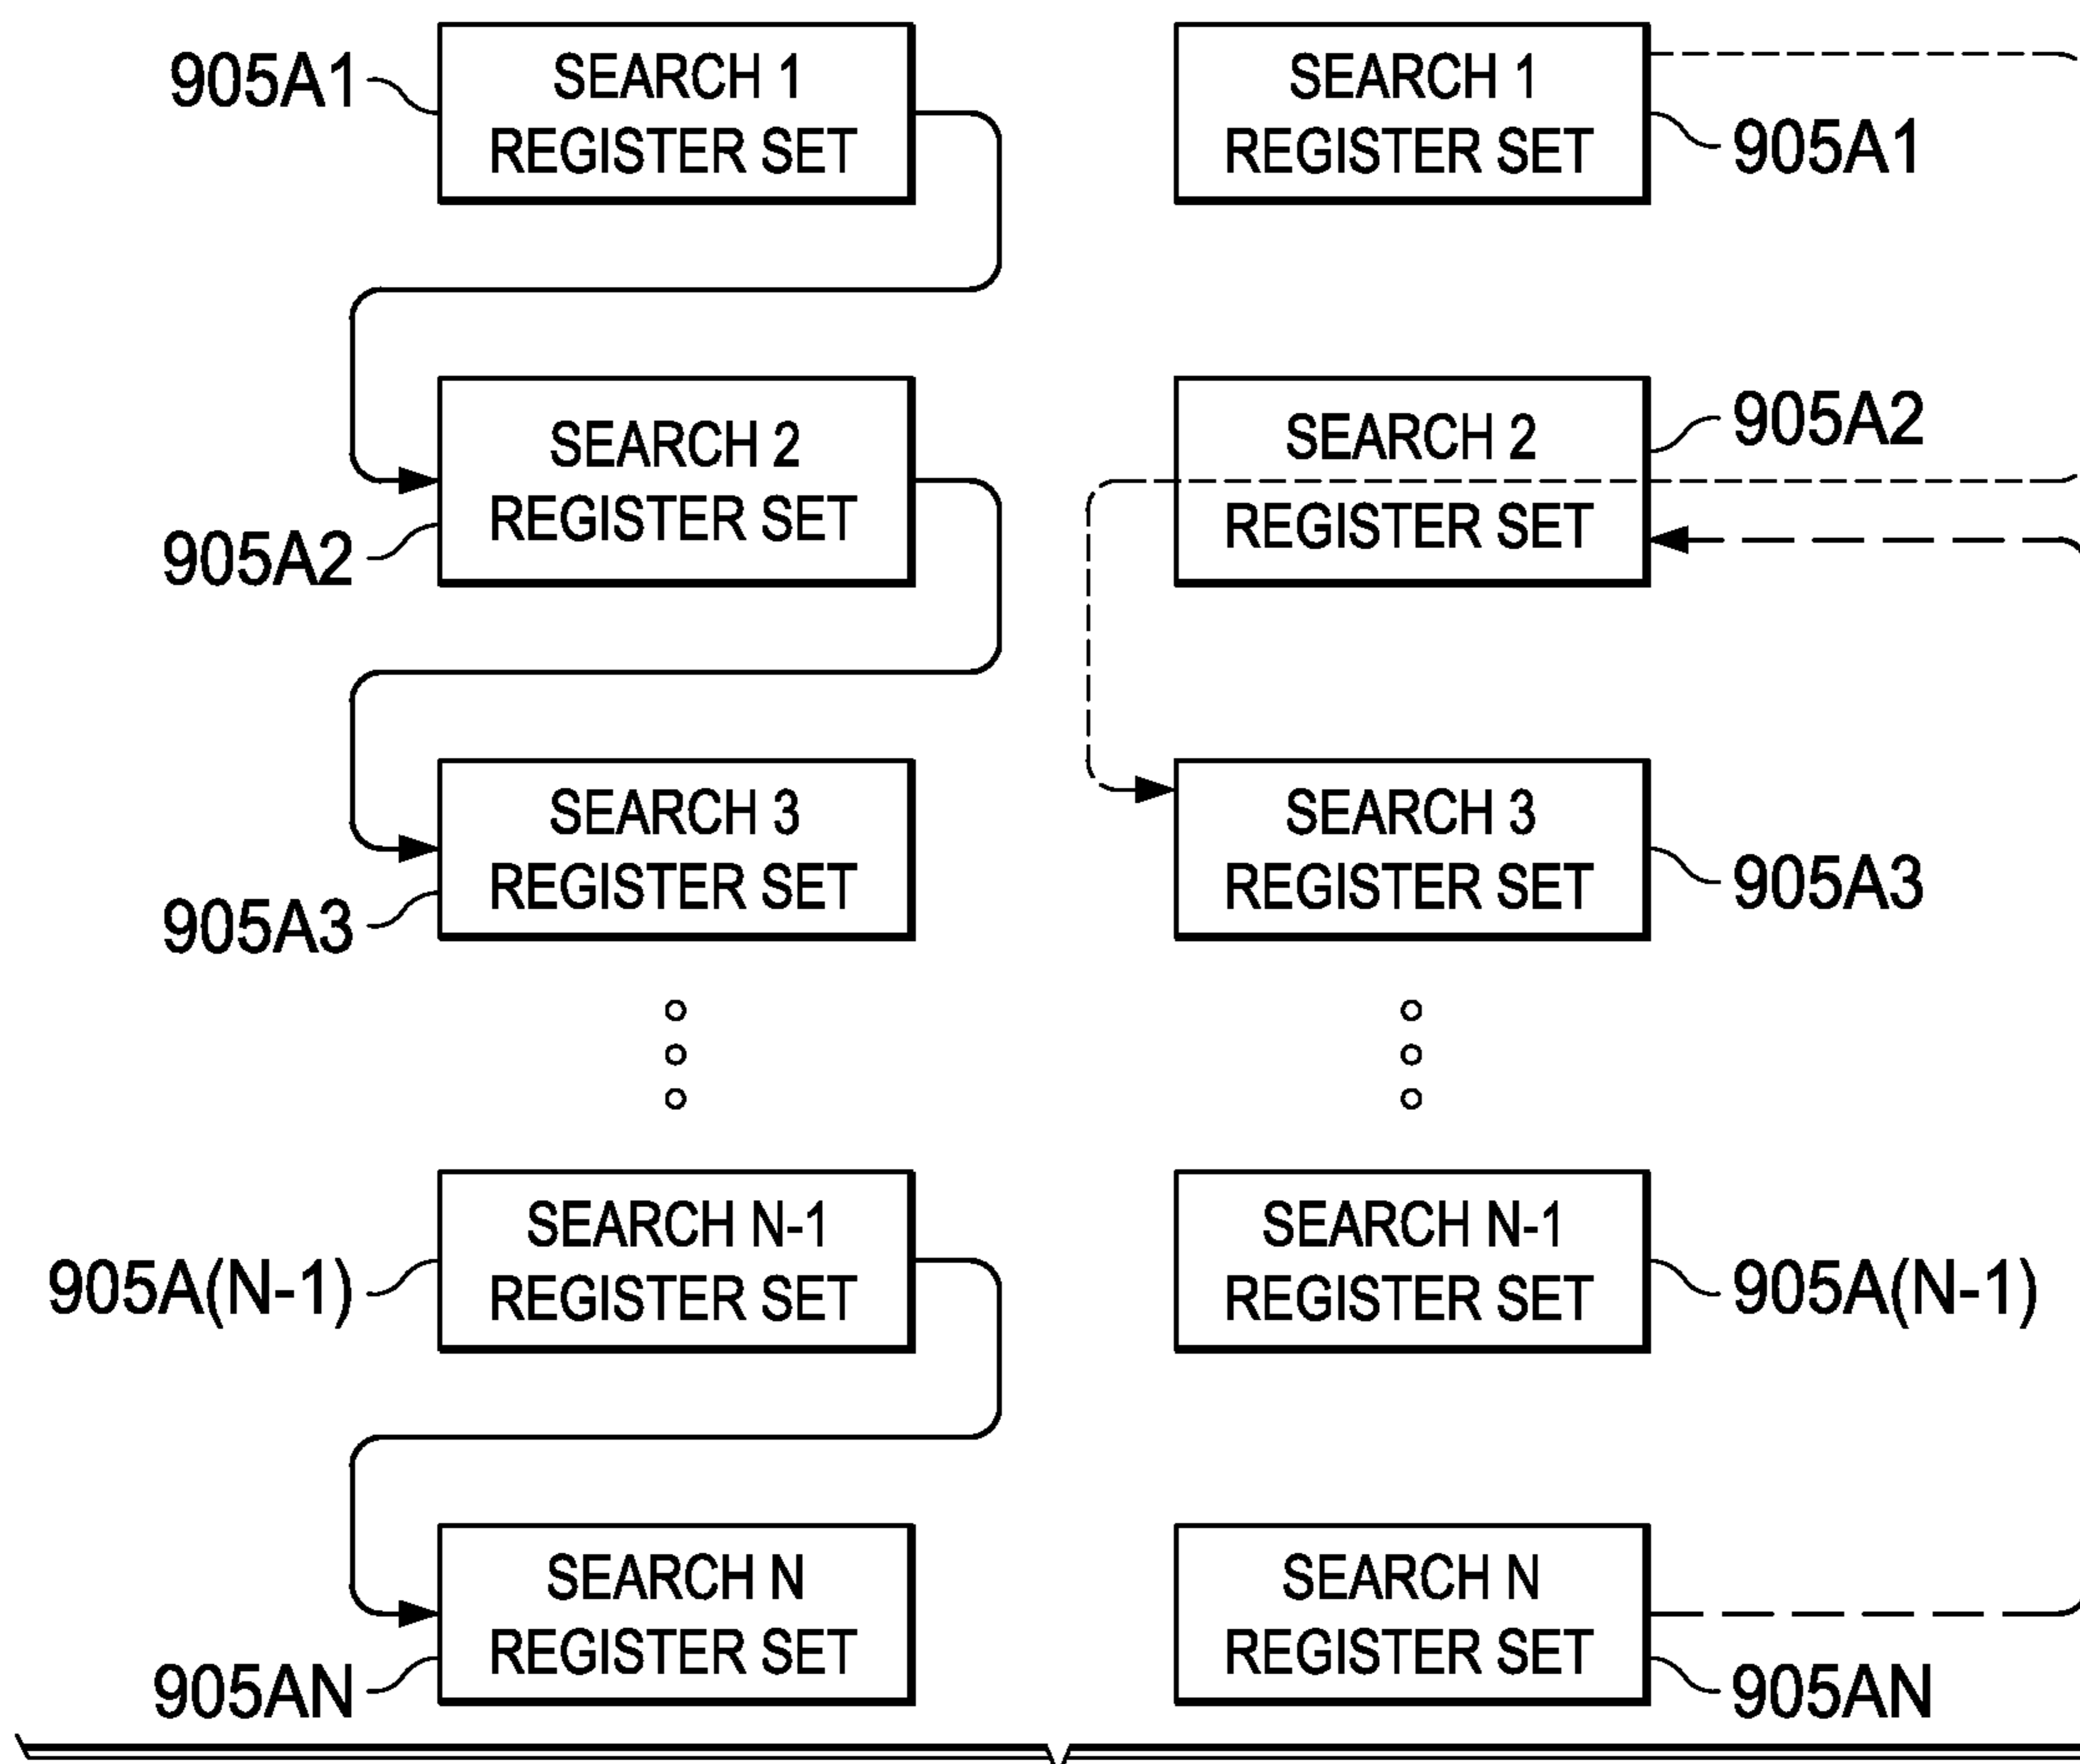 905A1
SEARCH 1
REGISTER SET
SEARCH 1
REGISTER SET
905A1
905A2
SEARCH 2
REGISTER SET
SEARCH 2
REGISTER SET
905A2
905A3
SEARCH 3
REGISTER SET
SEARCH 3
REGISTER SET
905A3
905A(N-1)
SEARCH N-1
REGISTER SET
SEARCH N-1
REGISTER SET
905A(N-1)
905AN
SEARCH N
REGISTER SET
SEARCH N
REGISTER SET
905AN